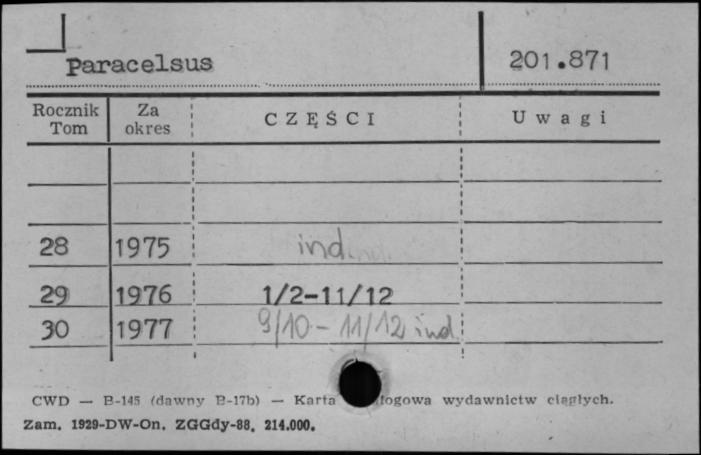 Paracelsus 201.871
Rocznik Tom Za okres CZĘŚCI Uwagi
28 1975 ind.
29 1976 1/2-11/12
30 1977 9/10 - 11/12 ind
CWD — B-145 (dawny B-17b) — Karta logowa wydawnictw ciągłych.
Zam. 1929-DW-On. ZGGdy-88. 214.000.